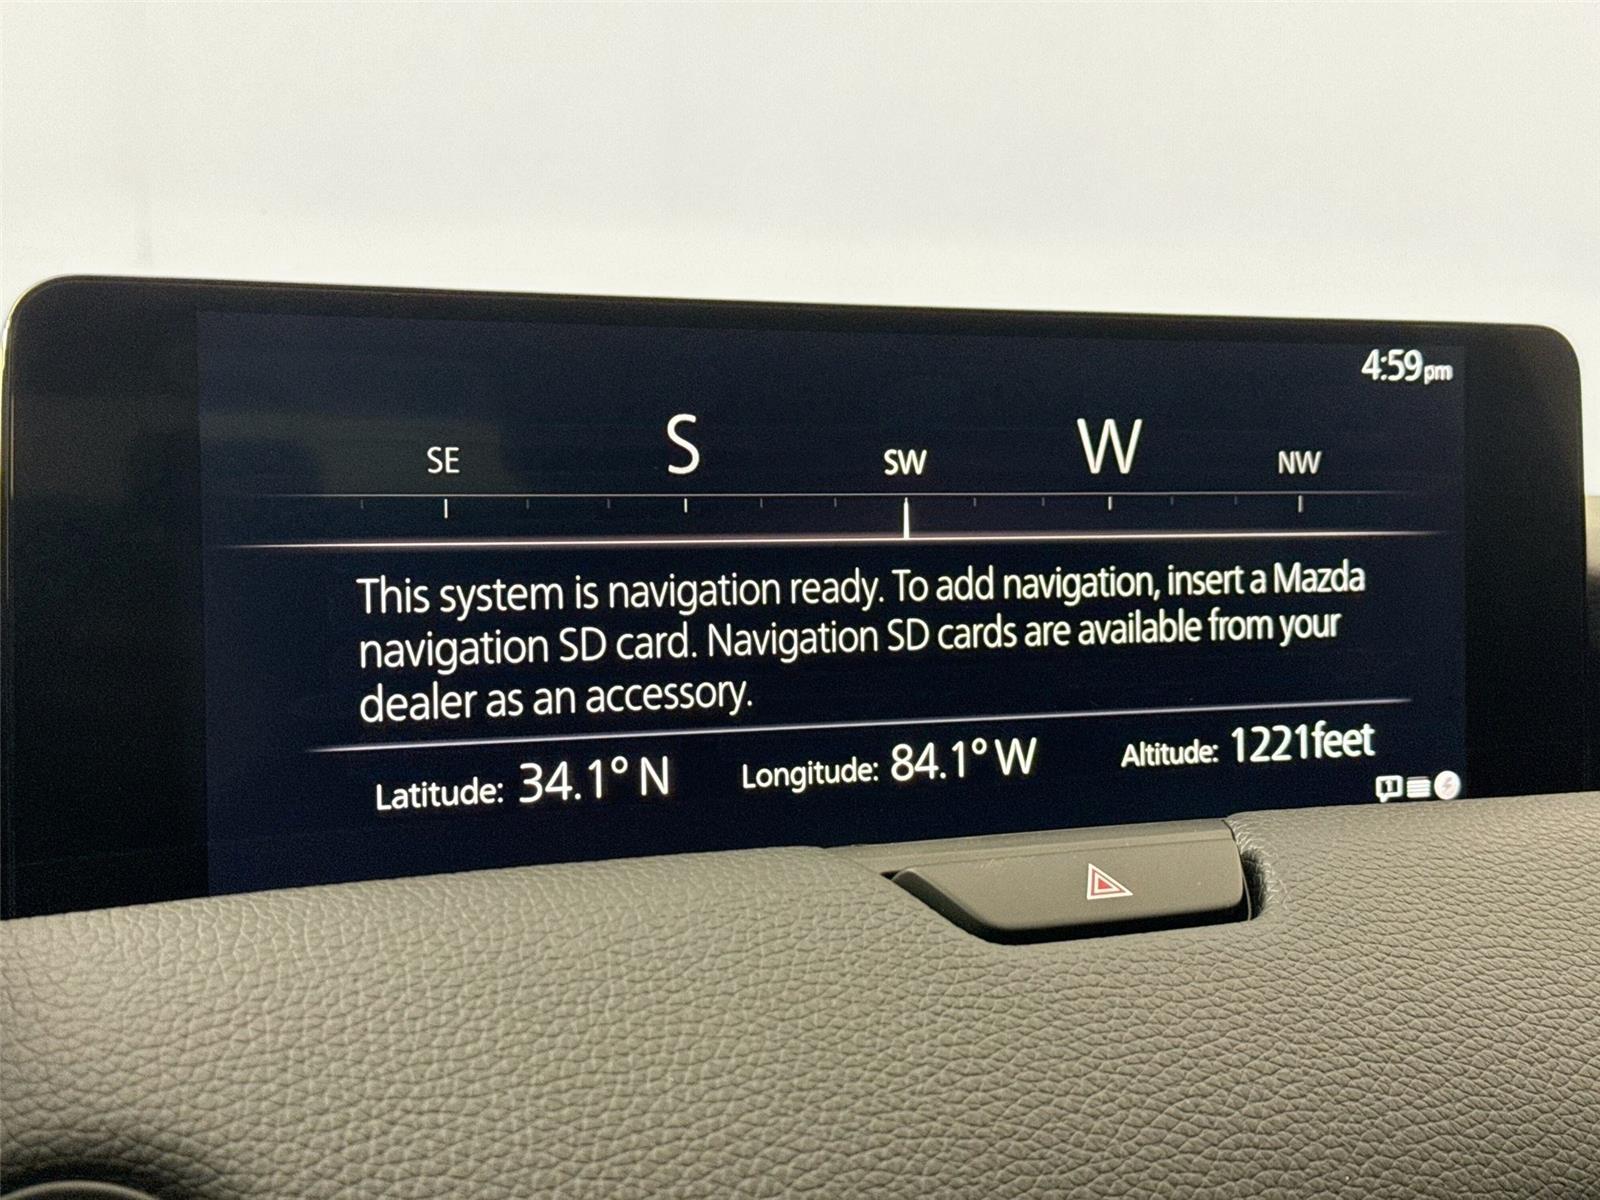 4:59pm
SE S SW W NW
This system is navigation ready. To add navigation, insert a Mazda
navigation SD card. Navigation SD cards are available from your
dealer as an accessory.
Latitude: 34.1° N Longitude: 84.1° W Altitude: 1221feet